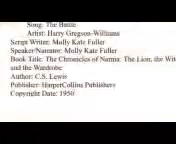 Song: The Battle
Artist: Harry Gregson-Williams
Script Writer: Molly Kate Fuller
Speaker/Narrator: Molly Kate Fuller
Book Title: The Chronicles of Narnia: The Lion, the Wit
and the Wardrobe
Author: C.S. Lewis
Publisher: HarperCollins Publishers
Copyright Date: 1950